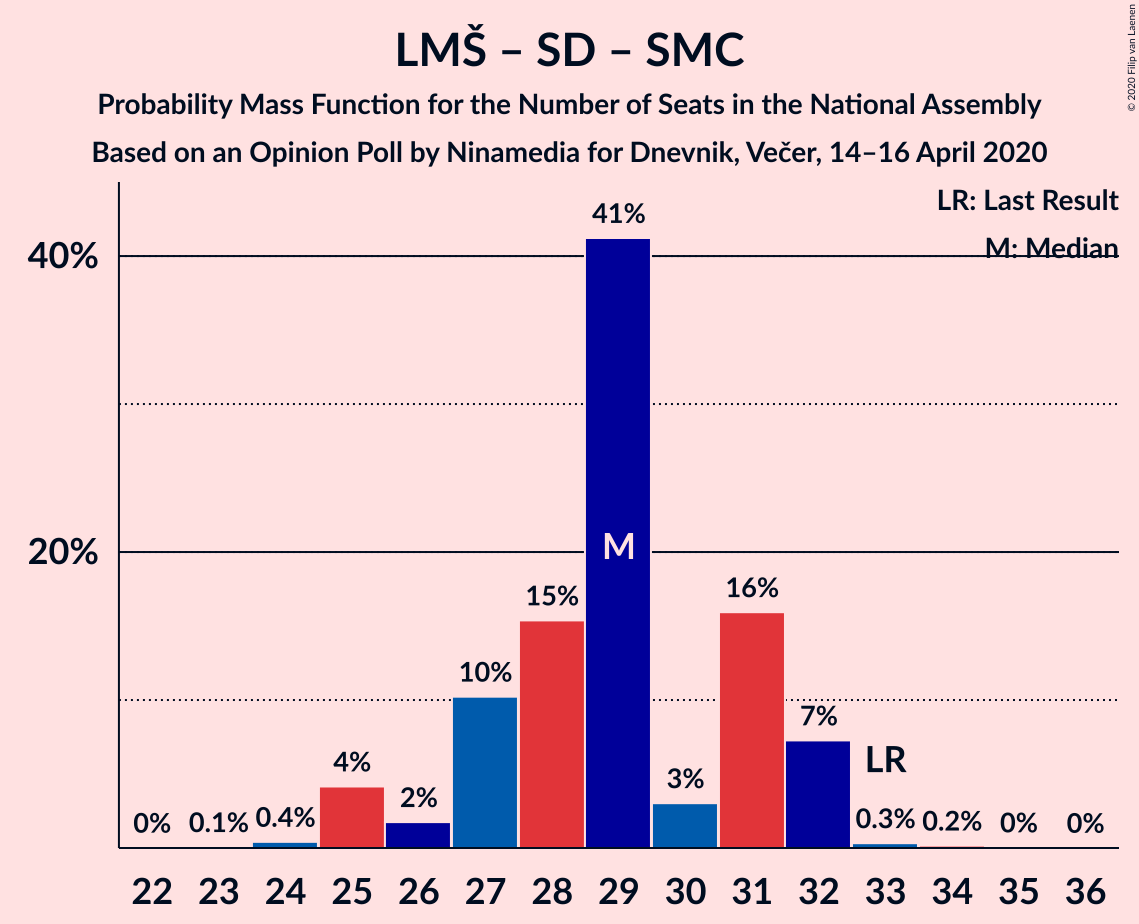 LMŠ – SD – SMC
Probability Mass Function for the Number of Seats in the National Assembly
Based on an Opinion Poll by Ninamedia for Dnevnik, Večer, 14–16 April 2020
© 2020 Filip van Laenen
LR: Last Result
M: Median
40%
20%
0%
0.1%
0.4%
4%
2%
10%
15%
41%
M
3%
16%
7%
LR
0.3%
0.2%
0%
0%
22 23 24 25 26 27 28 29 30 31 32 33 34 35 36